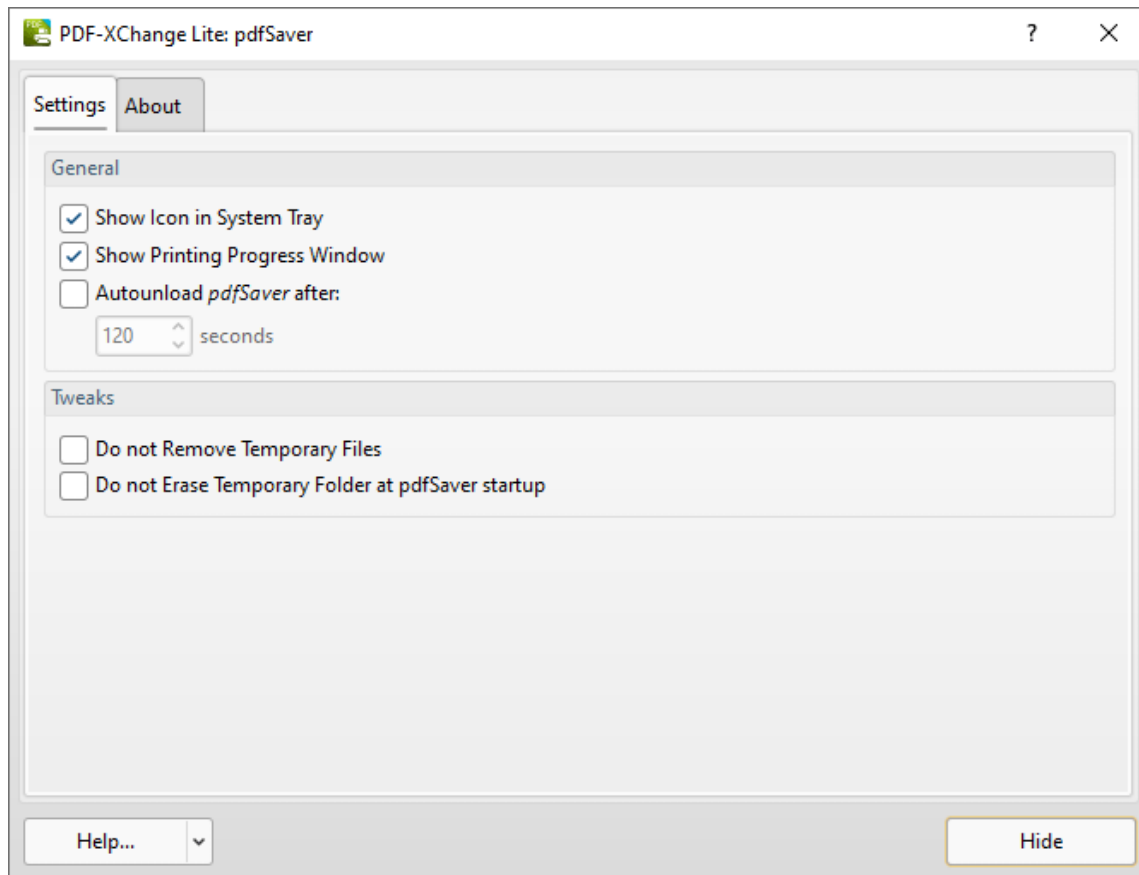 PDF-XChange Lite: pdfSaver
Settings About
General
Show Icon in System Tray
Show Printing Progress Window
Autounload pdfSaver after:
120 seconds
Tweaks
Do not Remove Temporary Files
Do not Erase Temporary Folder at pdfSaver startup
Help... Hide